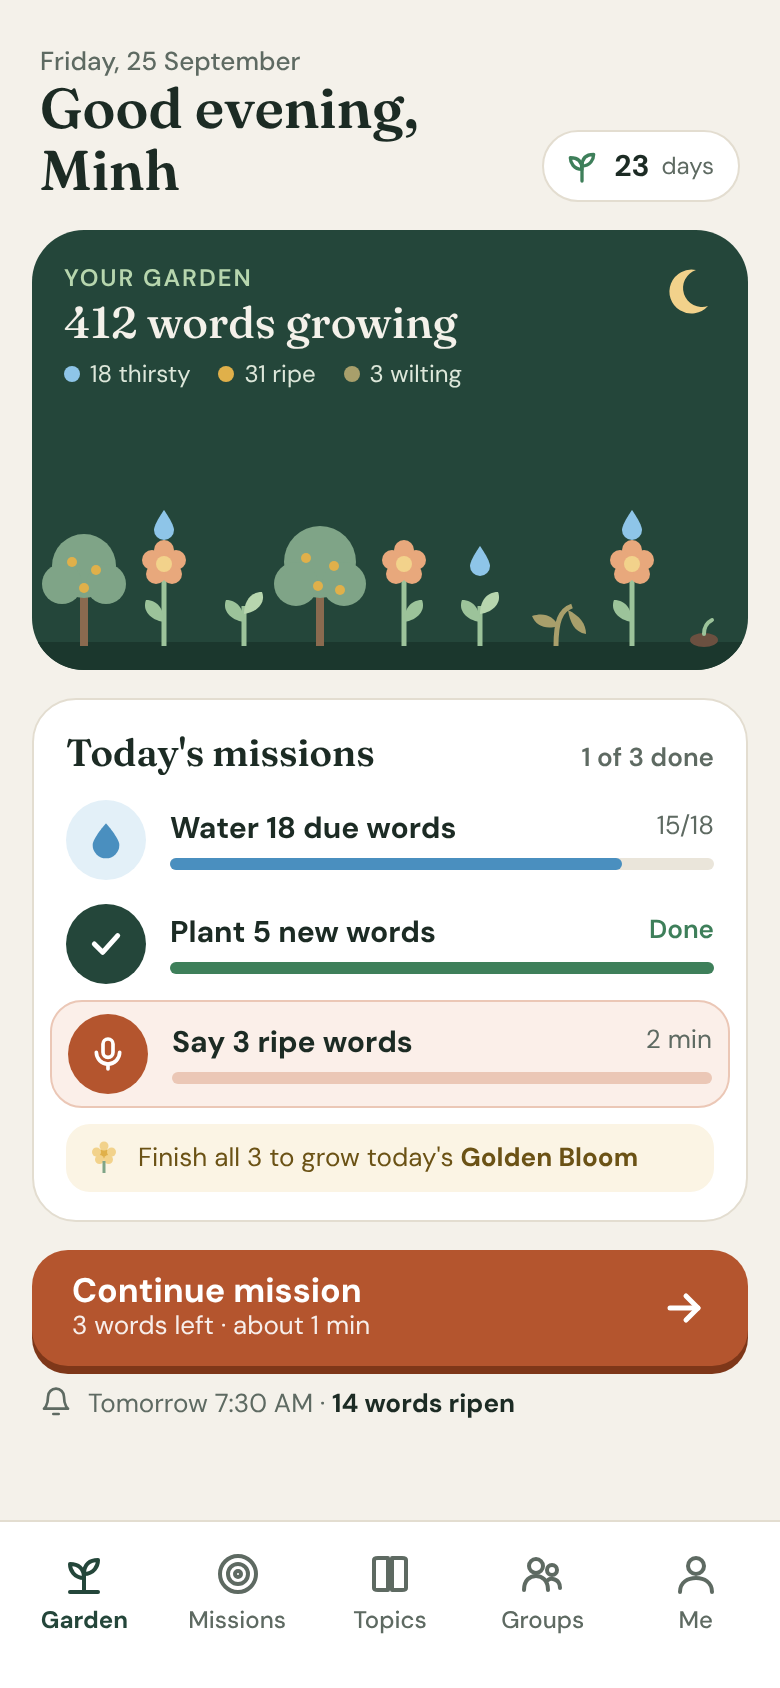 Friday, 25 September
Good evening,
Minh
23 days
YOUR GARDEN
412 words growing
18 thirsty
31 ripe
3 wilting
Today's missions
1 of 3 done
Water 18 due words
15/18
Plant 5 new words
Done
Say 3 ripe words
2 min
Finish all 3 to grow today's Golden Bloom
Continue mission
3 words left · about 1 min
Tomorrow 7:30 AM · 14 words ripen
Garden
Missions
Topics
Groups
Me